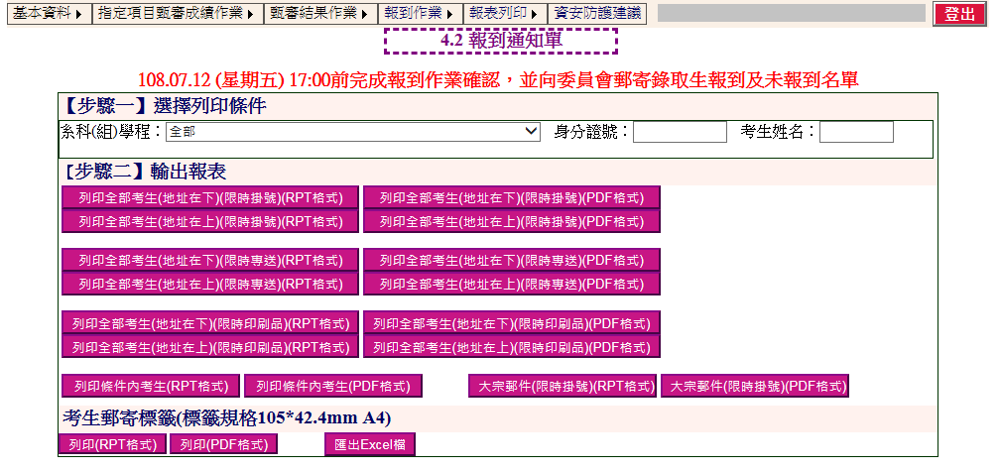 基本資料 指定項目甄審成績作業 甄審結果作業 報到作業 報表列印 資安防護建議 登出
4.2 報到通知單
108.07.12 (星期五) 17:00前完成報到作業確認，並向委員會郵寄錄取生報到及未報到名單
【步驟一】選擇列印條件
系科(組)學程：全部 身分證號： 考生姓名：
【步驟二】輸出報表
列印全部考生(地址在下)(限時掛號)(RPT格式) 列印全部考生(地址在下)(限時掛號)(PDF格式)
列印全部考生(地址在上)(限時掛號)(RPT格式) 列印全部考生(地址在上)(限時掛號)(PDF格式)
列印全部考生(地址在下)(限時專送)(RPT格式) 列印全部考生(地址在下)(限時專送)(PDF格式)
列印全部考生(地址在上)(限時專送)(RPT格式) 列印全部考生(地址在上)(限時專送)(PDF格式)
列印全部考生(地址在下)(限時印刷品)(RPT格式) 列印全部考生(地址在下)(限時印刷品)(PDF格式)
列印全部考生(地址在上)(限時印刷品)(RPT格式) 列印全部考生(地址在上)(限時印刷品)(PDF格式)
列印條件內考生(RPT格式) 列印條件內考生(PDF格式) 大宗郵件(限時掛號)(RPT格式) 大宗郵件(限時掛號)(PDF格式)
考生郵寄標籤(標籤規格105*42.4mm A4)
列印(RPT格式) 列印(PDF格式) 匯出Excel檔